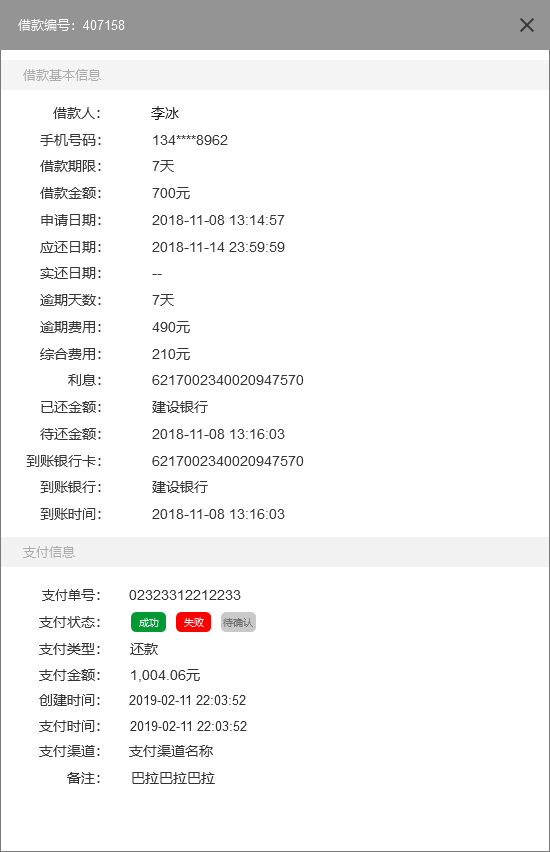 借款编号：407158
借款基本信息
借款人： 李冰
手机号码： 134****8962
借款期限： 7天
借款金额： 700元
申请日期： 2018-11-08 13:14:57
应还日期： 2018-11-14 23:59:59
实还日期： --
逾期天数： 7天
逾期费用： 490元
综合费用： 210元
利息： 6217002340020947570
已还金额： 建设银行
待还金额： 2018-11-08 13:16:03
到账银行卡： 6217002340020947570
到账银行： 建设银行
到账时间： 2018-11-08 13:16:03
支付信息
支付单号： 02323312212233
支付状态： 成功 失败 待确认
支付类型： 还款
支付金额： 1,004.06元
创建时间： 2019-02-11 22:03:52
支付时间： 2019-02-11 22:03:52
支付渠道： 支付渠道名称
备注： 巴拉巴拉巴拉